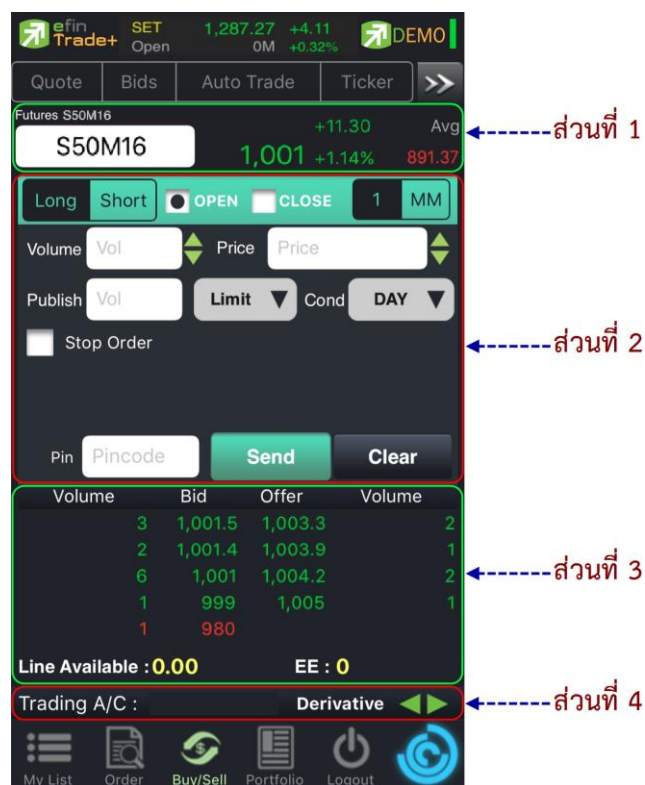 efin Trade+ SET 1,287.27 +4.11 DEMO
Open 0M +0.32%
Quote Bids Auto Trade Ticker >>
Futures S50M16
S50M16 1,001 +11.30 +1.14% Avg 891.37
ส่วนที่ 1
Long Short OPEN CLOSE 1 MM
Volume Vol Price Price
Publish Vol Limit Cond DAY
Stop Order
ส่วนที่ 2
Pin Pincode Send Clear
Volume Bid Offer Volume
3 1,001.5 1,003.3 2
2 1,001.4 1,003.9 1
6 1,001 1,004.2 2
ส่วนที่ 3
1 999 1,005 1
1 980
Line Available : 0.00 EE : 0
Trading A/C : Derivative
ส่วนที่ 4
My List Order Buy/Sell Portfolio Logout